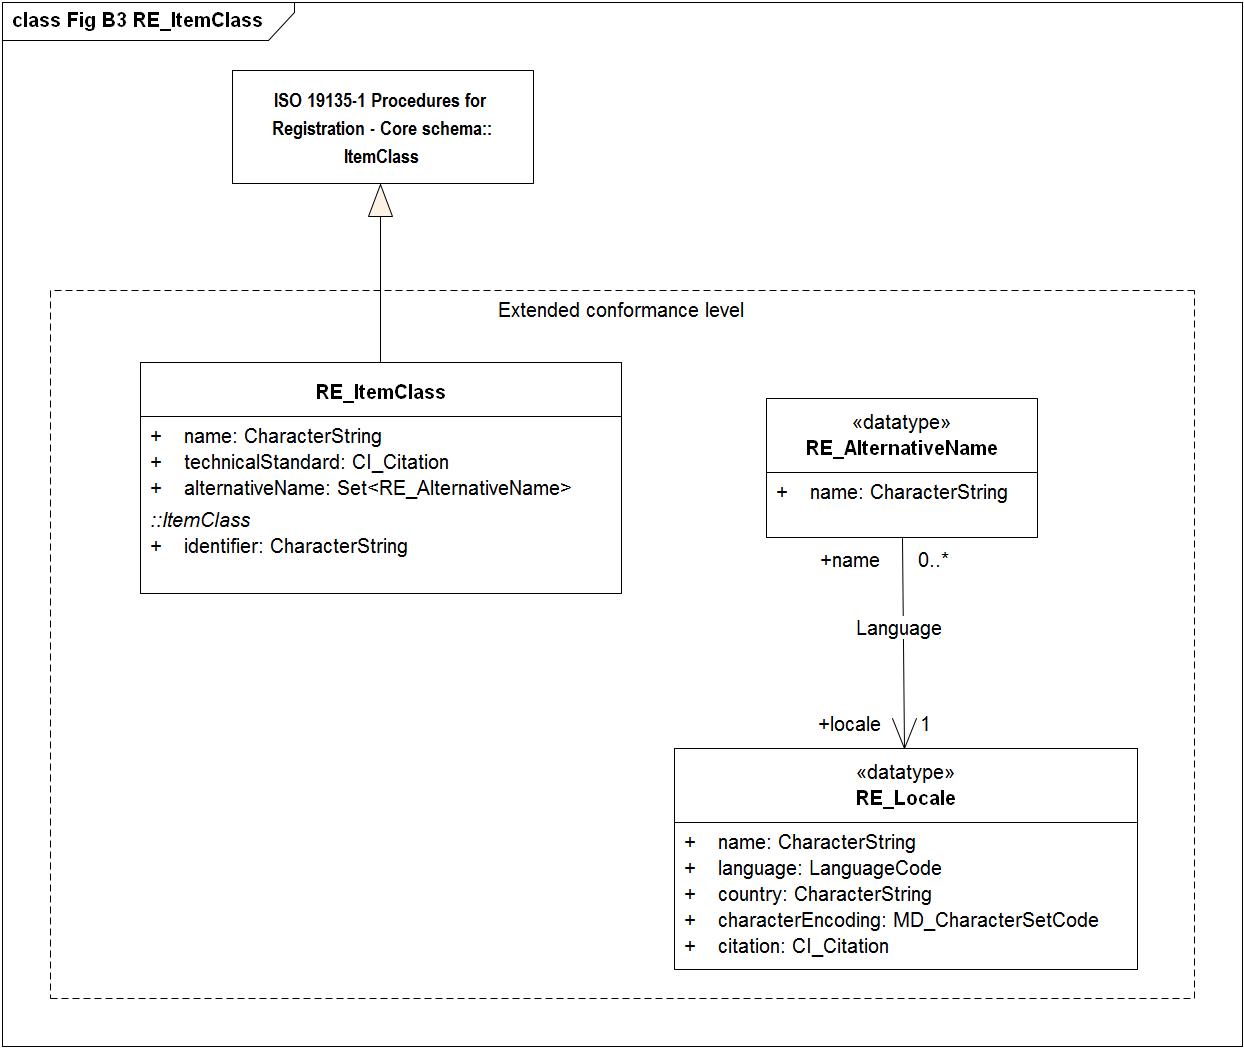 class Fig B3 RE_ItemClass
ISO 19135-1 Procedures for
Registration - Core schema::
ItemClass
Extended conformance level
RE_ItemClass
+ name: CharacterString
+ technicalStandard: CI_Citation
+ alternativeName: Set<RE_AlternativeName>
::ItemClass
+ identifier: CharacterString
«datatype»
RE_AlternativeName
+ name: CharacterString
+name 0..*
Language
+locale 1
«datatype»
RE_Locale
+ name: CharacterString
+ language: LanguageCode
+ country: CharacterString
+ characterEncoding: MD_CharacterSetCode
+ citation: CI_Citation